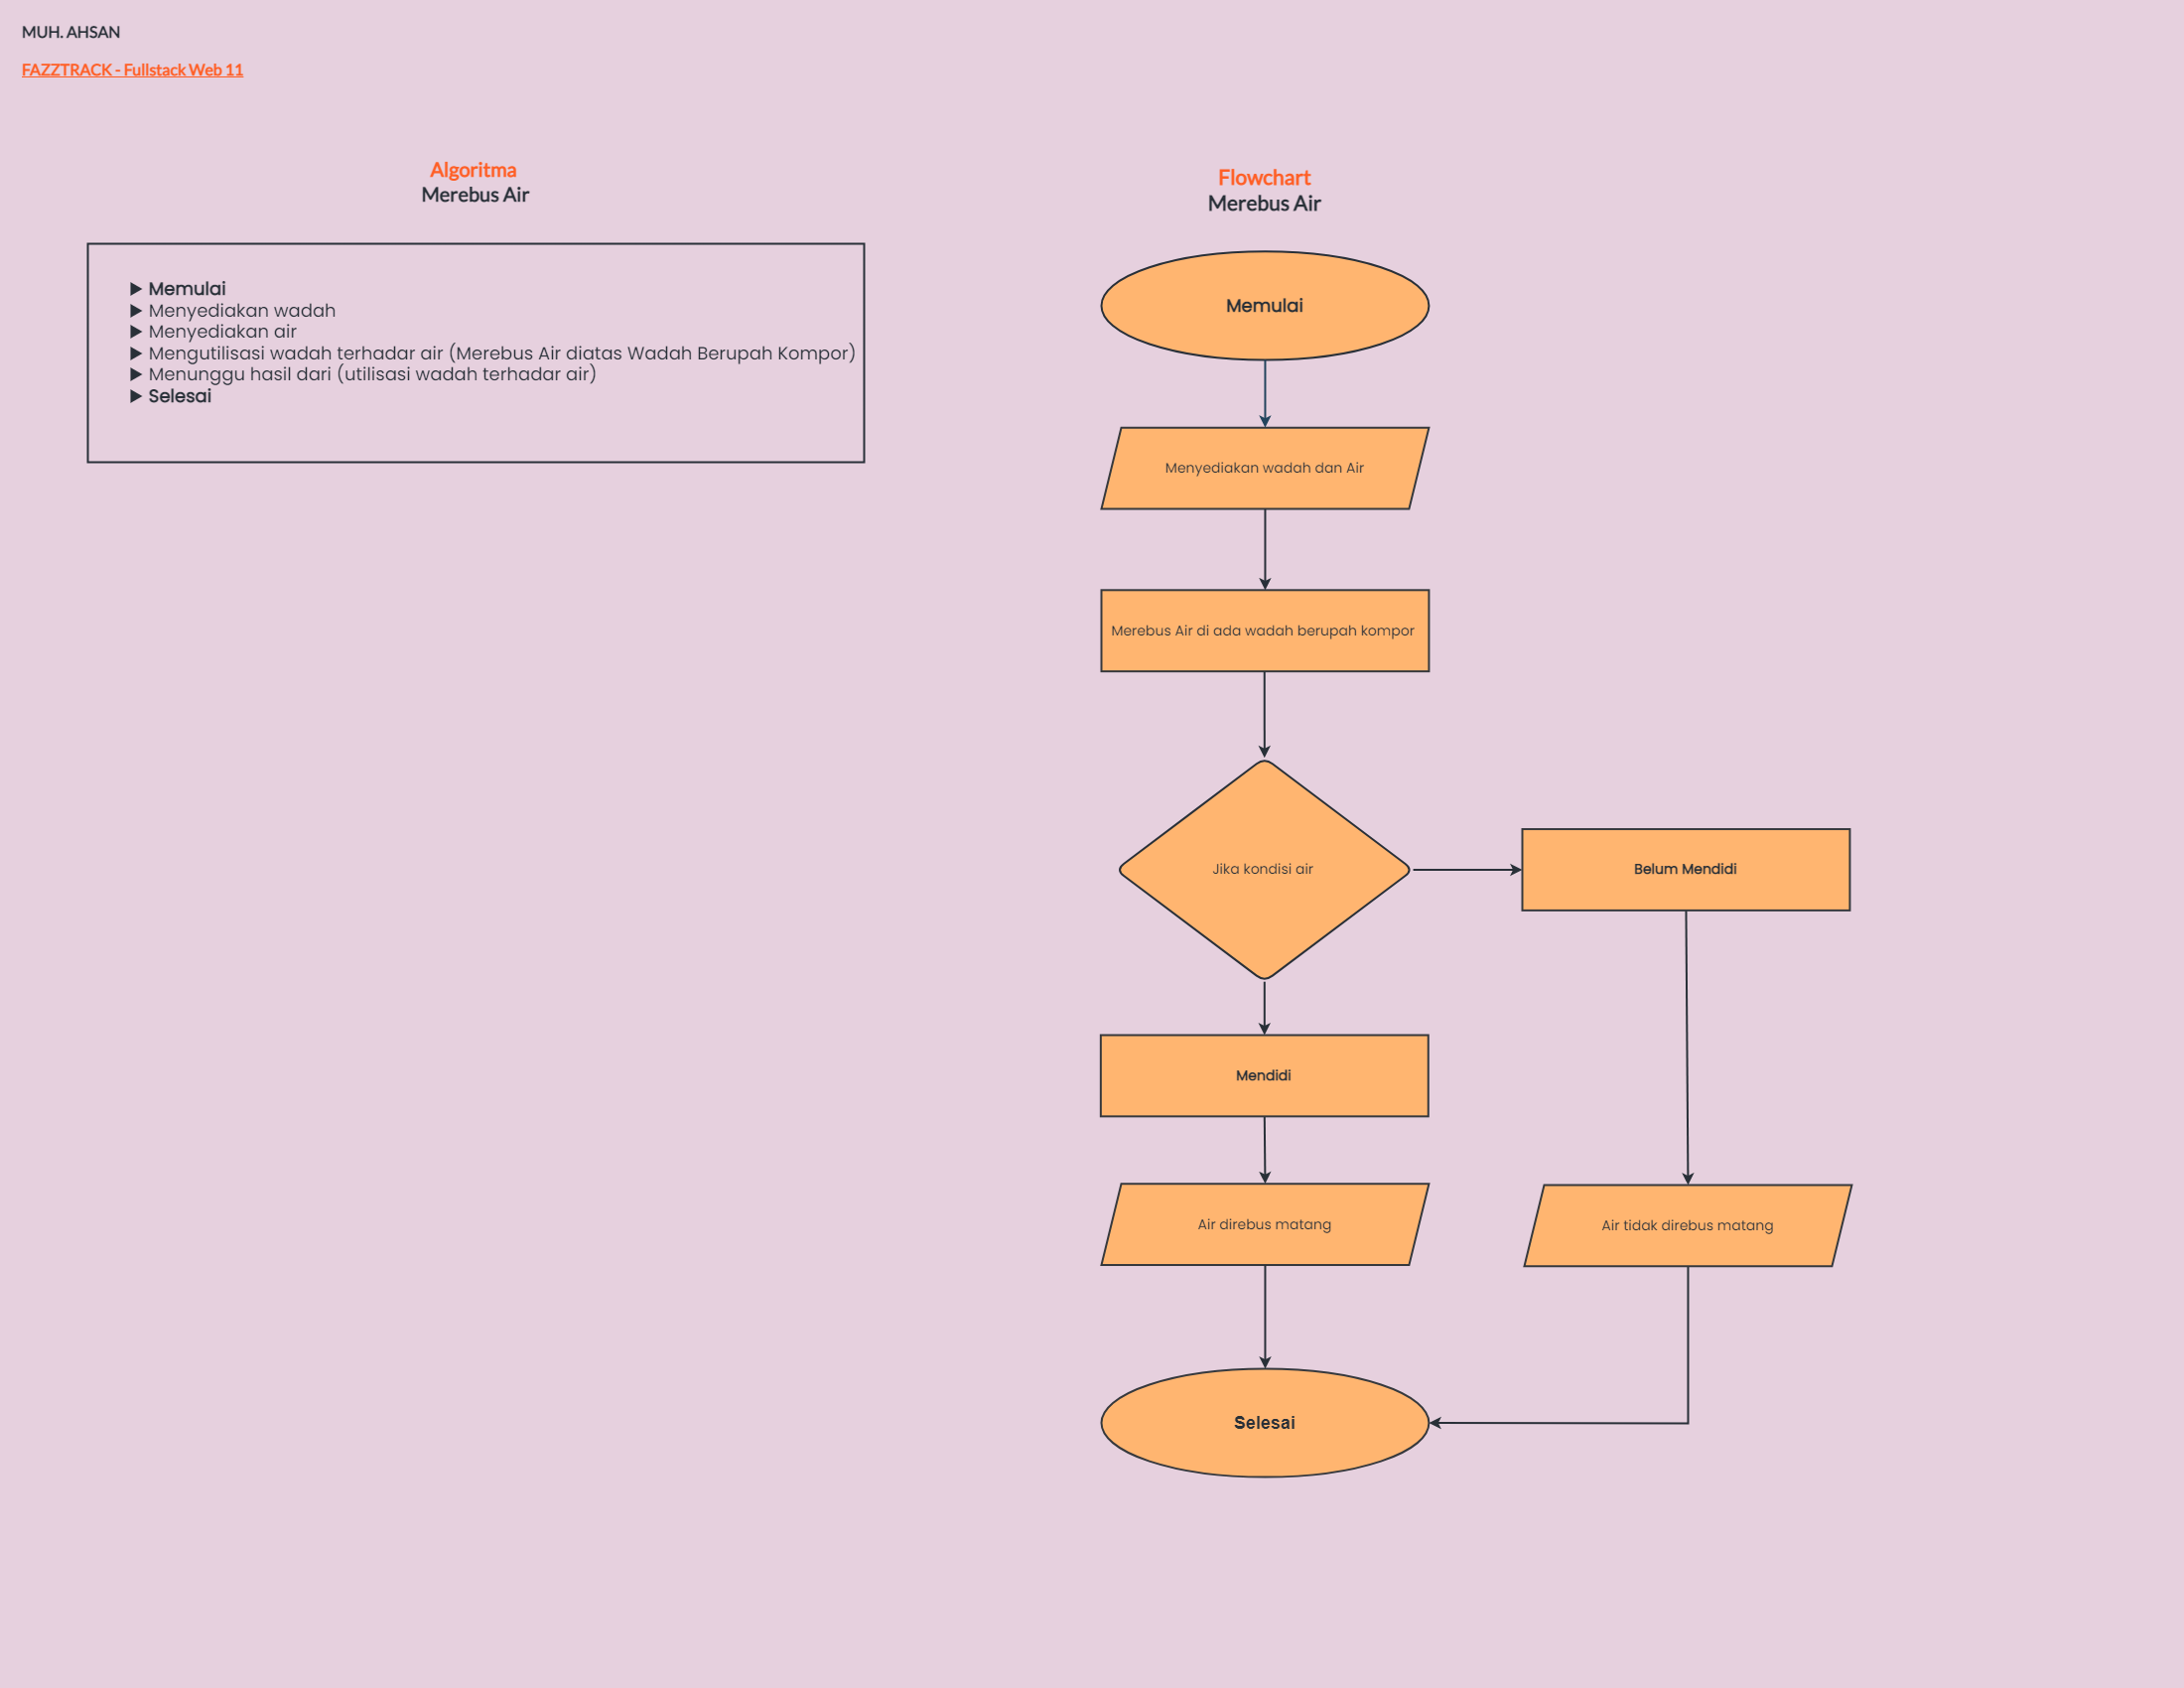 MUH. AHSAN
FAZZTRACK - Fullstack Web 11
Algoritma
Merebus Air
▶ Memulai
▶ Menyediakan wadah
▶ Menyediakan air
▶ Mengutilisasi wadah terhadar air (Merebus Air diatas Wadah Berupah Kompor)
▶ Menunggu hasil dari (utilisasi wadah terhadar air)
▶ Selesai
Flowchart
Merebus Air
Memulai
Menyediakan wadah dan Air
Merebus Air di ada wadah berupah kompor
Jika kondisi air
Belum Mendidi
Mendidi
Air direbus matang
Air tidak direbus matang
Selesai